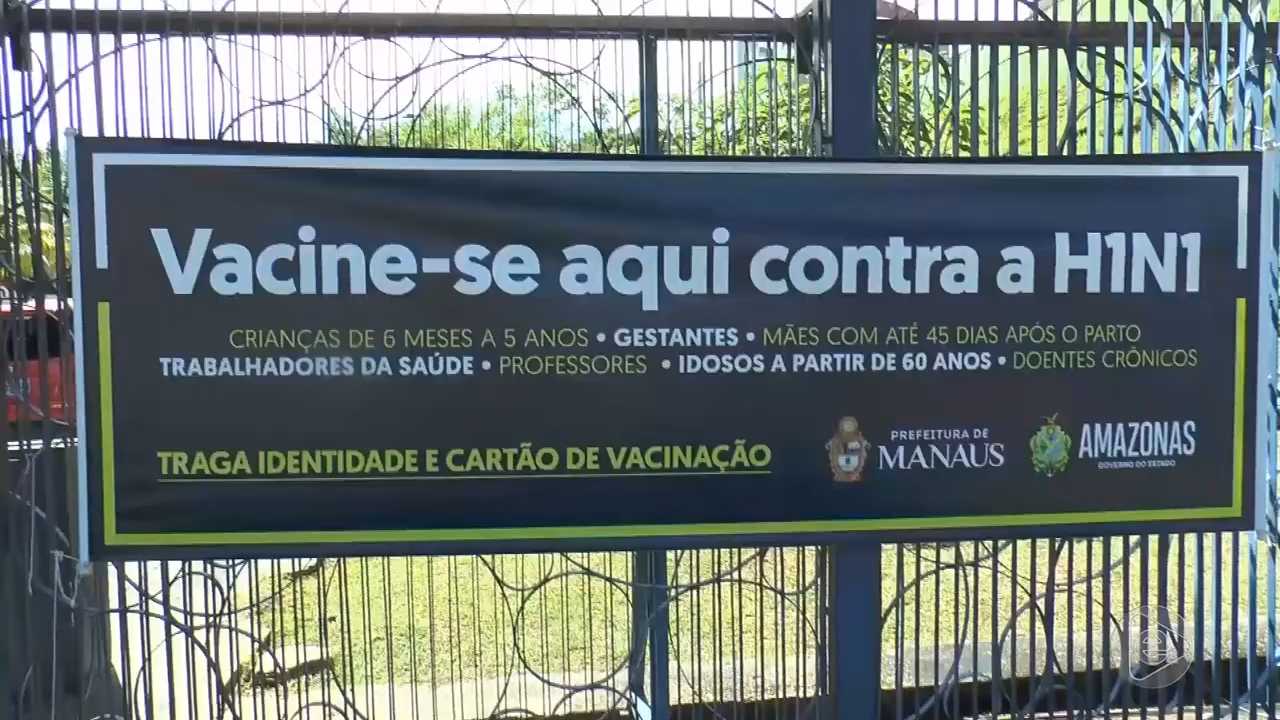 Vacine-se aqui contra a H1N1
CRIANÇAS DE 6 MESES A 5 ANOS • GESTANTES • MÃES COM ATÉ 45 DIAS APÓS O PARTO
TRABALHADORES DA SAÚDE • PROFESSORES • IDOSOS A PARTIR DE 60 ANOS • DOENTES CRÔNICOS
TRAGA IDENTIDADE E CARTÃO DE VACINAÇÃO
PREFEITURA DE
MANAUS
AMAZONAS
GOVERNO DO ESTADO